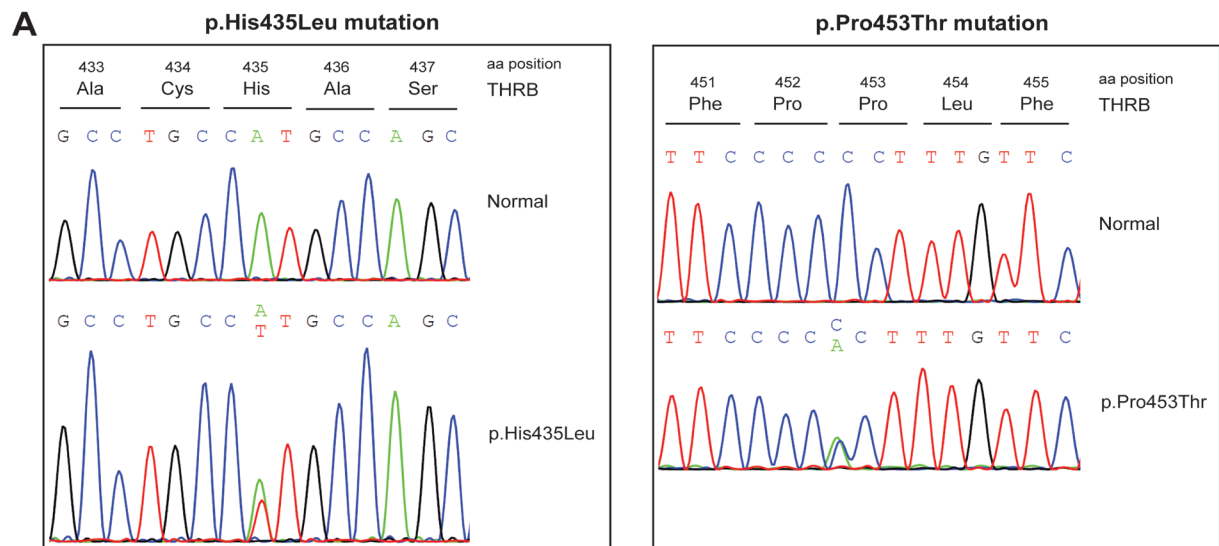 A
p.His435Leu mutation
433 434 435 436 437 aa position
Ala Cys His Ala Ser THRB
G C C T G C C A T G C C A G C
Normal
A
G C C T G C C T T G C C A G C
p.His435Leu
p.Pro453Thr mutation
451 452 453 454 455 aa position
Phe Pro Pro Leu Phe THRB
T T C C C C C C T T T G T T C
Normal
C
T T C C C C A C T T T G T T C
p.Pro453Thr